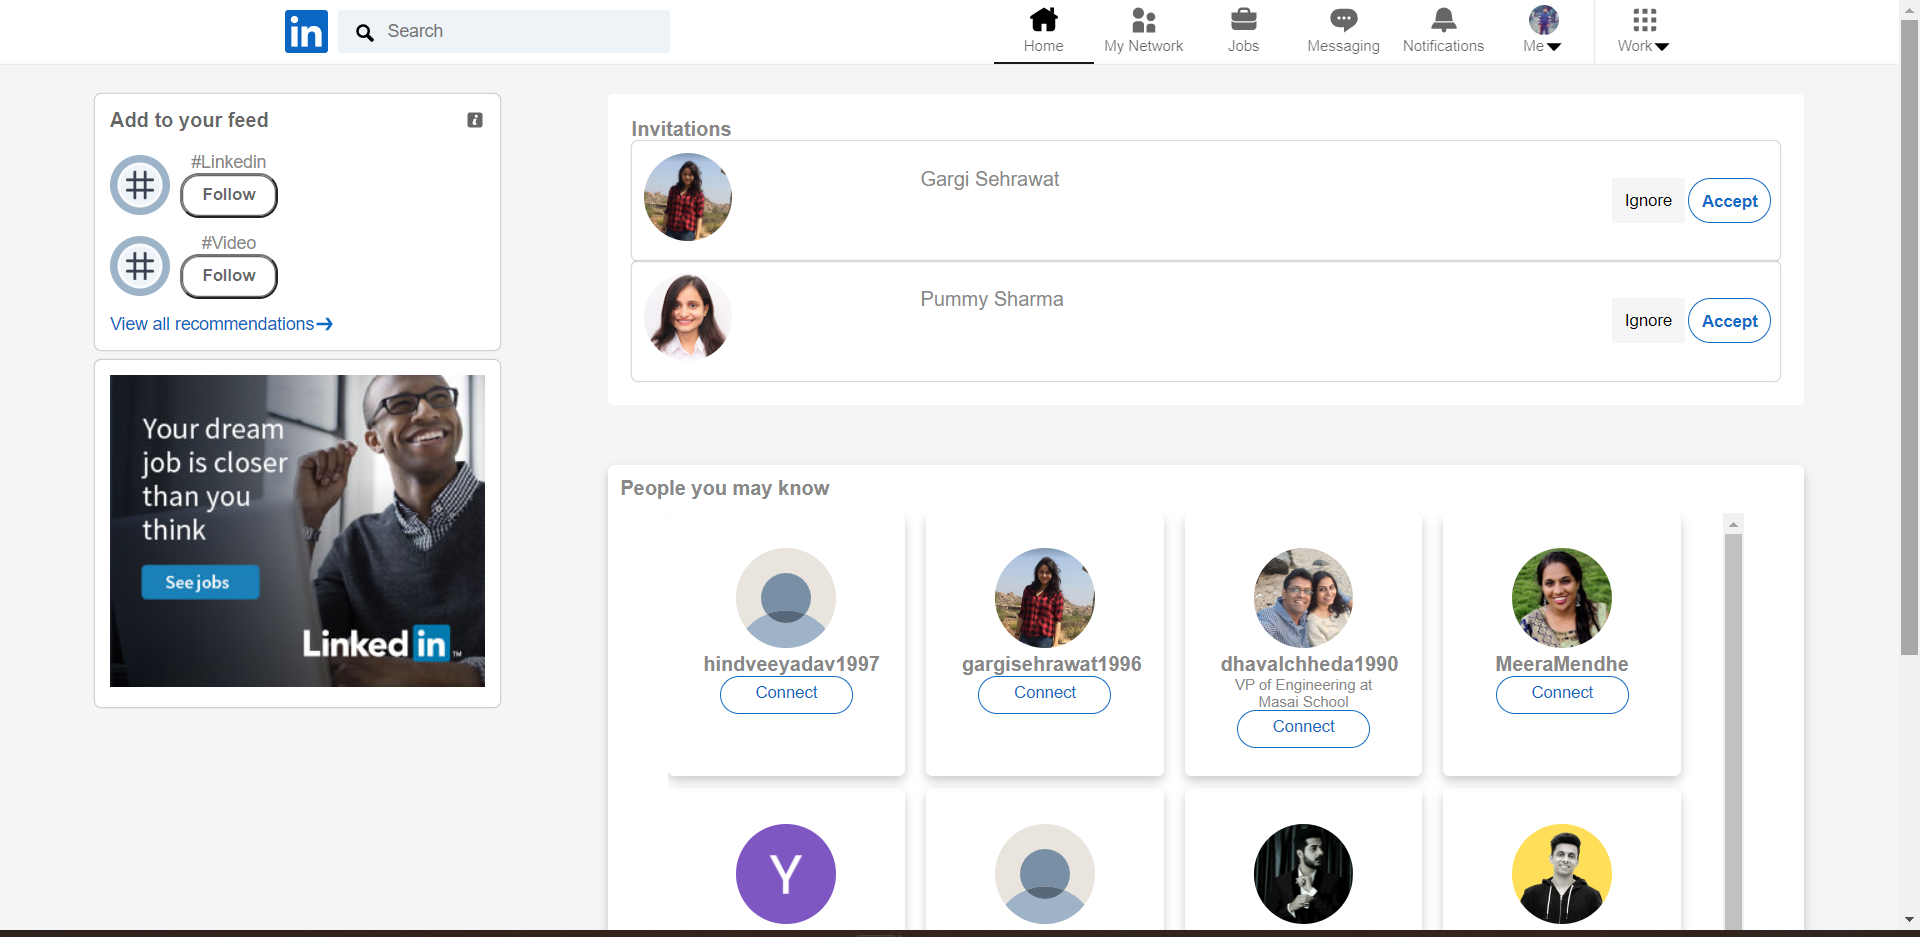 in
Search
Home
My Network
Jobs
Messaging
Notifications
Me
Work
Add to your feed
#Linkedin
Follow
#Video
Follow
View all recommendations
Your dream
job is closer
than you
think
See jobs
Linked in ™
Invitations
Gargi Sehrawat
Ignore
Accept
Pummy Sharma
Ignore
Accept
People you may know
hindveeyadav1997
Connect
gargisehrawat1996
Connect
dhavalchheda1990
VP of Engineering at
Masai School
Connect
MeeraMendhe
Connect
Y